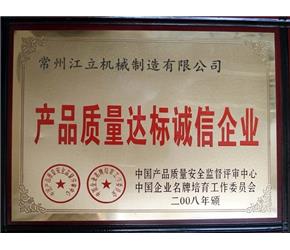 常州江立机械制造有限公司
产品质量达标诚信企业
中国产品质量安全监督评审中心
中国企业名牌培育工作委员会
二00八年颁